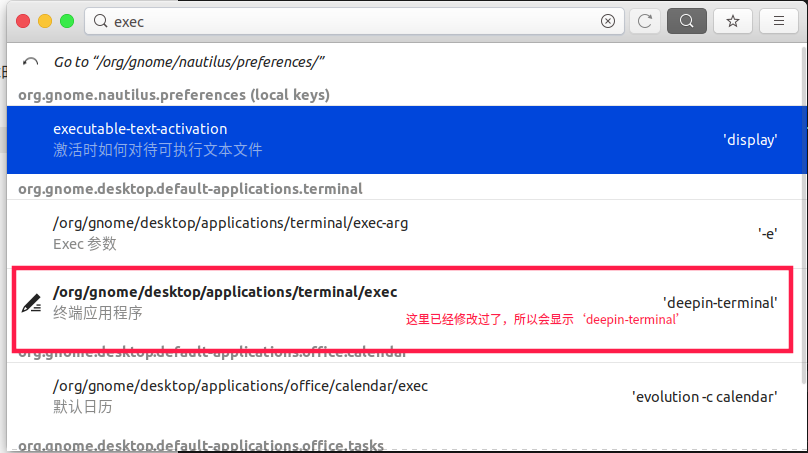 exec
Go to “/org/gnome/nautilus/preferences/”
org.gnome.nautilus.preferences (local keys)
executable-text-activation
'display'
激活时如何对待可执行文本文件
org.gnome.desktop.default-applications.terminal
/org/gnome/desktop/applications/terminal/exec-arg
'-e'
Exec 参数
/org/gnome/desktop/applications/terminal/exec
'deepin-terminal'
终端应用程序
这里已经修改过了，所以会显示‘deepin-terminal’
org.gnome.desktop.default-applications.office.calendar
/org/gnome/desktop/applications/office/calendar/exec
'evolution -c calendar'
默认日历
org.gnome.desktop.default-applications.office.tasks